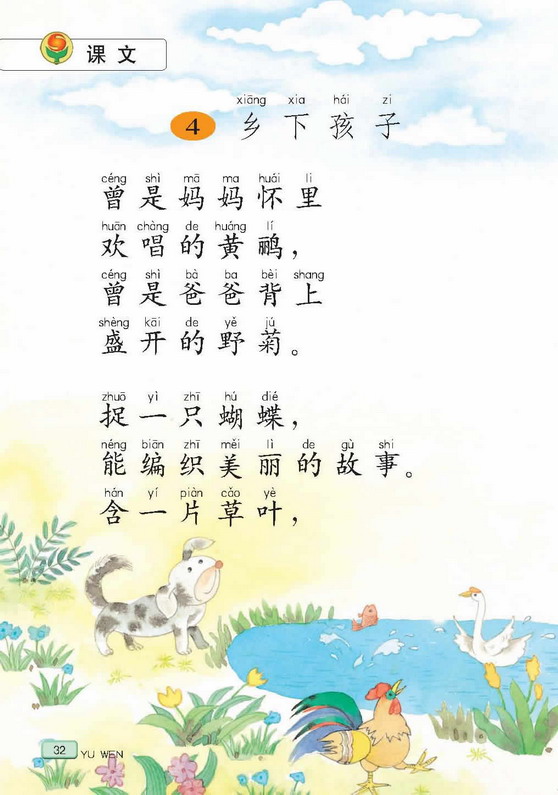 课文
xiāng xia hái zi
4 乡下孩子
céng shì mā ma huái li
曾是妈妈怀里
huān chàng de huáng lí
欢唱的黄鹂，
céng shì bà ba bèi shang
曾是爸爸背上
shèng kāi de yě jú
盛开的野菊。
zhuō yì zhī hú dié
捉一只蝴蝶，
néng biān zhī měi lì de gù shi
能编织美丽的故事。
hán yí piàn cǎo yè
含一片草叶，
32 YU WEN